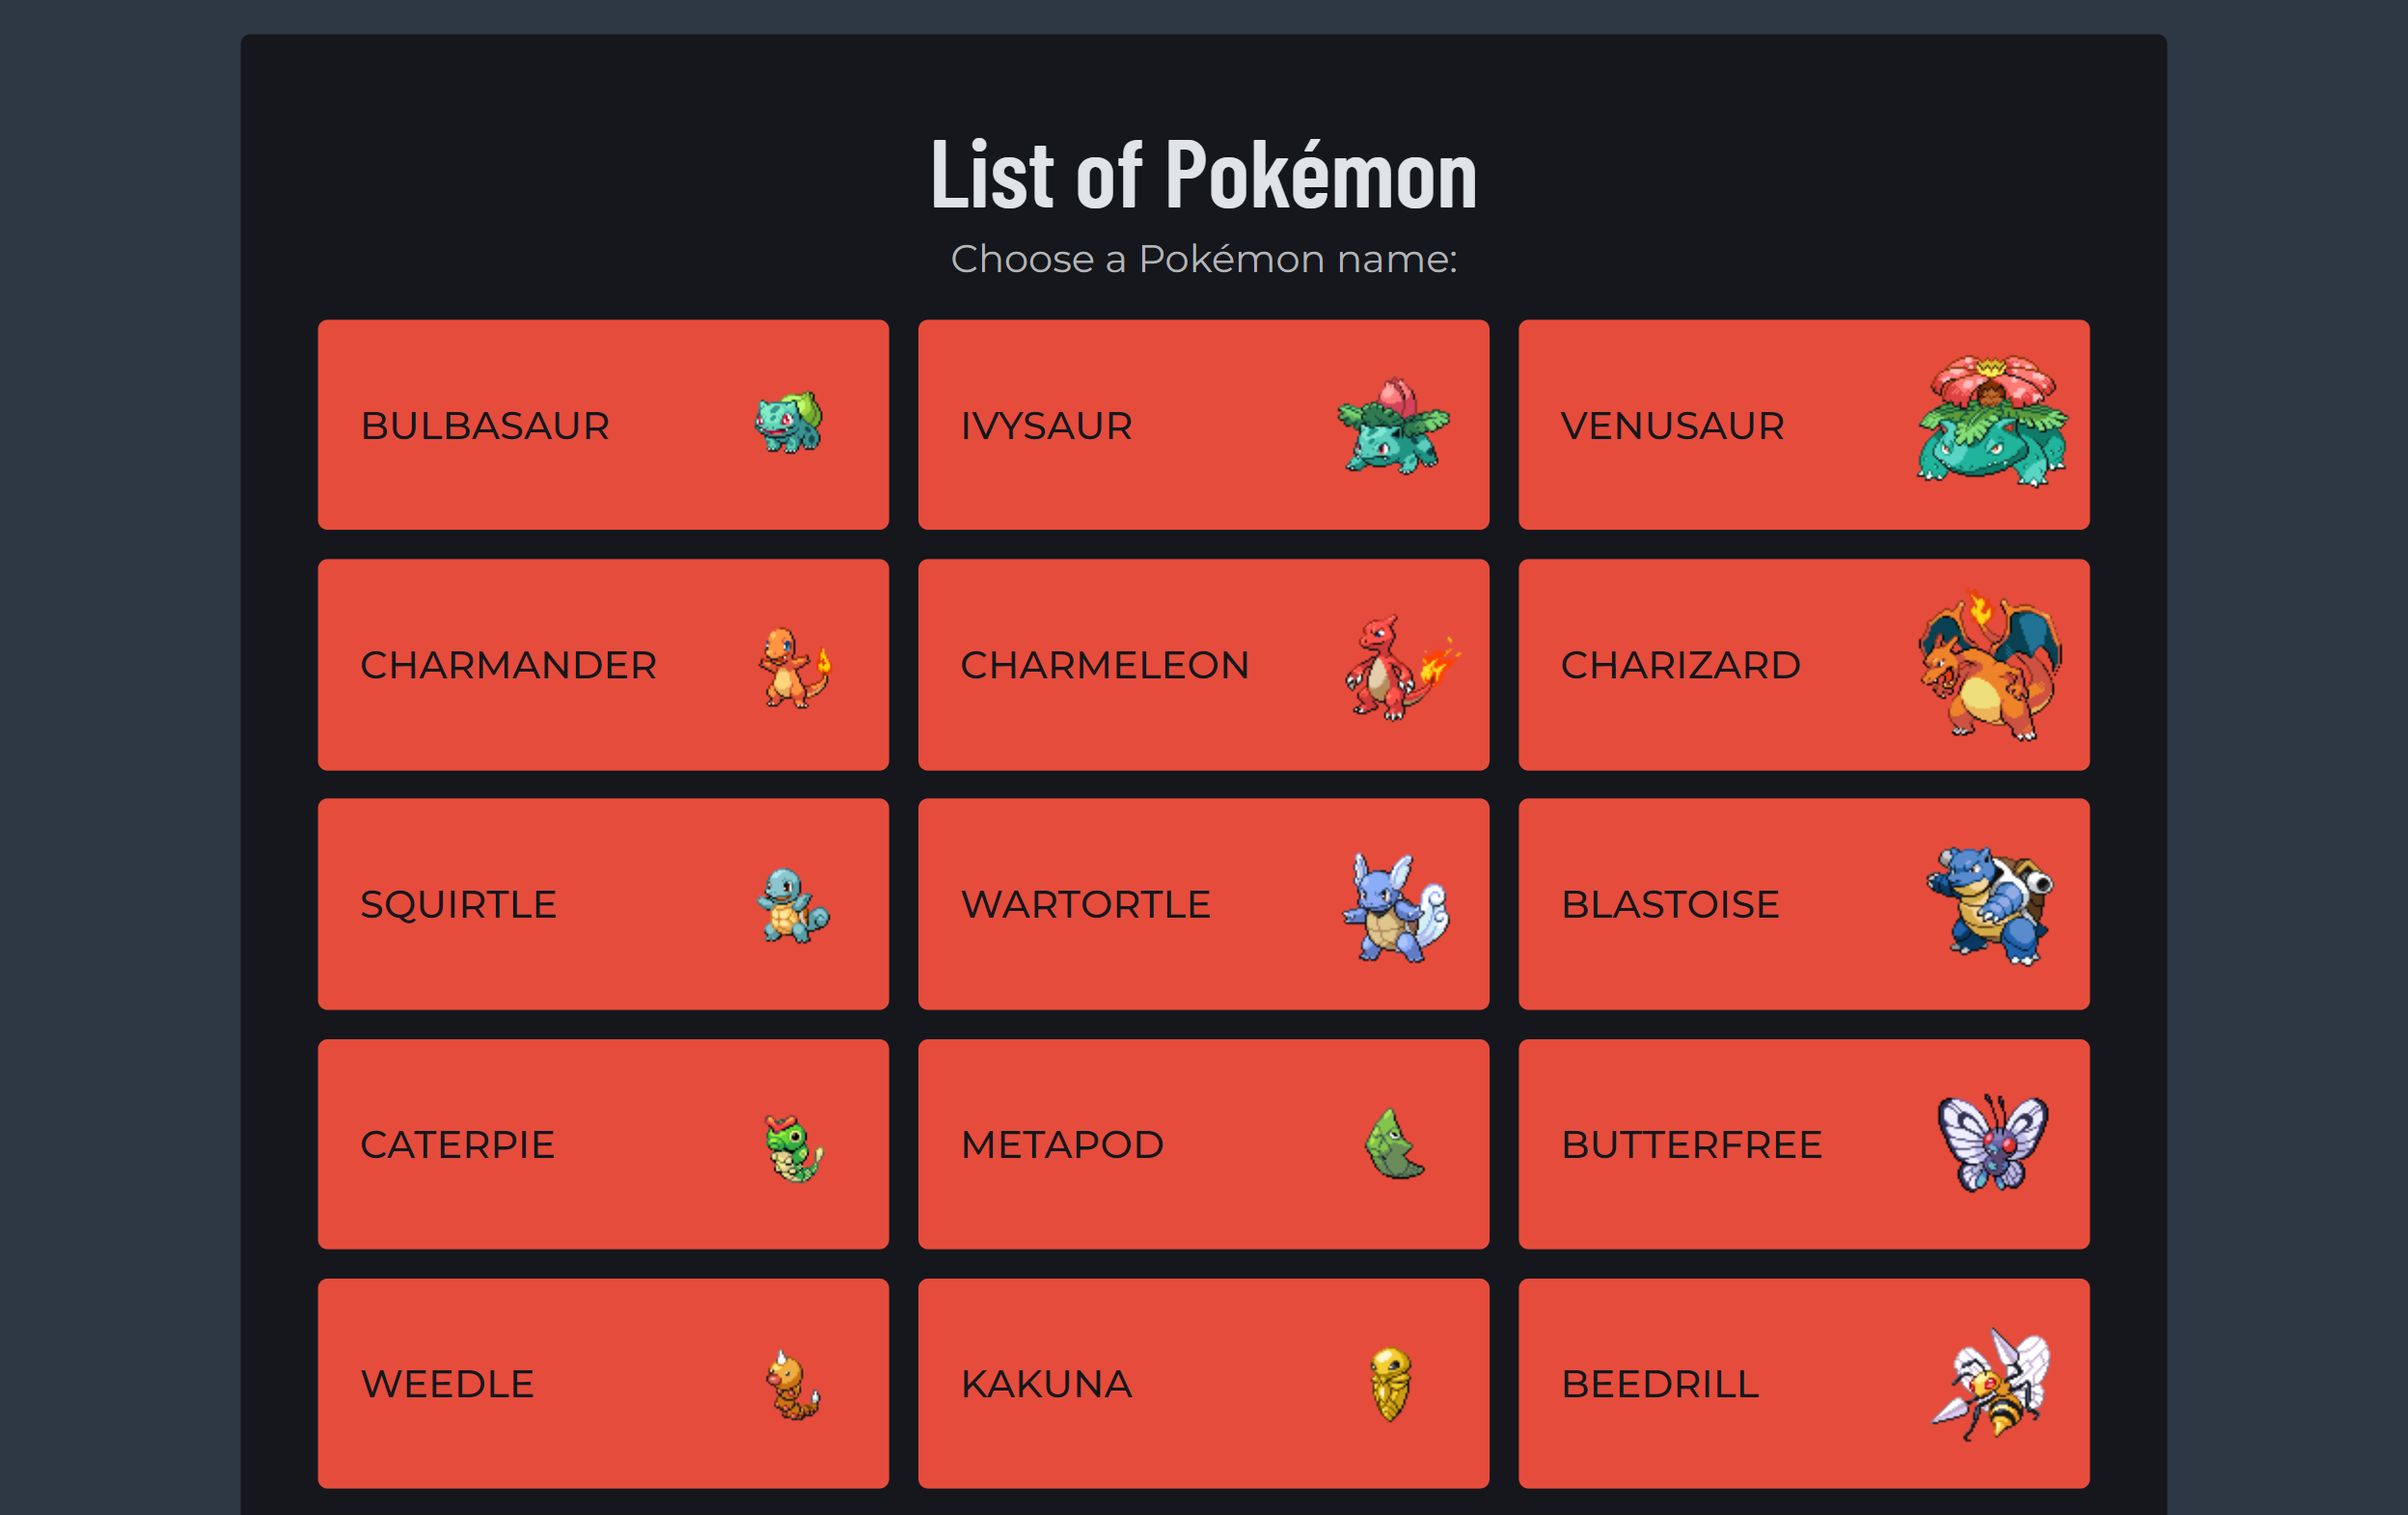 List of Pokémon
Choose a Pokémon name:
BULBASAUR
IVYSAUR
VENUSAUR
CHARMANDER
CHARMELEON
CHARIZARD
SQUIRTLE
WARTORTLE
BLASTOISE
CATERPIE
METAPOD
BUTTERFREE
WEEDLE
KAKUNA
BEEDRILL